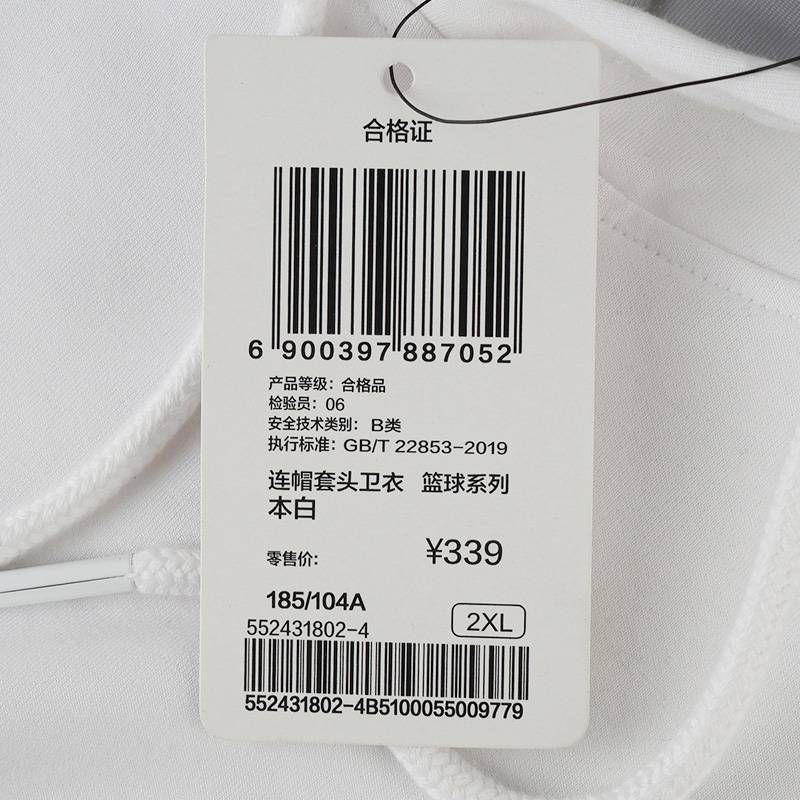 合格证
6 900397 887052
产品等级：合格品
检验员：06
安全技术类别：B类
执行标准：GB/T 22853-2019
连帽套头卫衣 篮球系列
本白
零售价： ¥339
185/104A
552431802-4 2XL
552431802-4B5100055009779